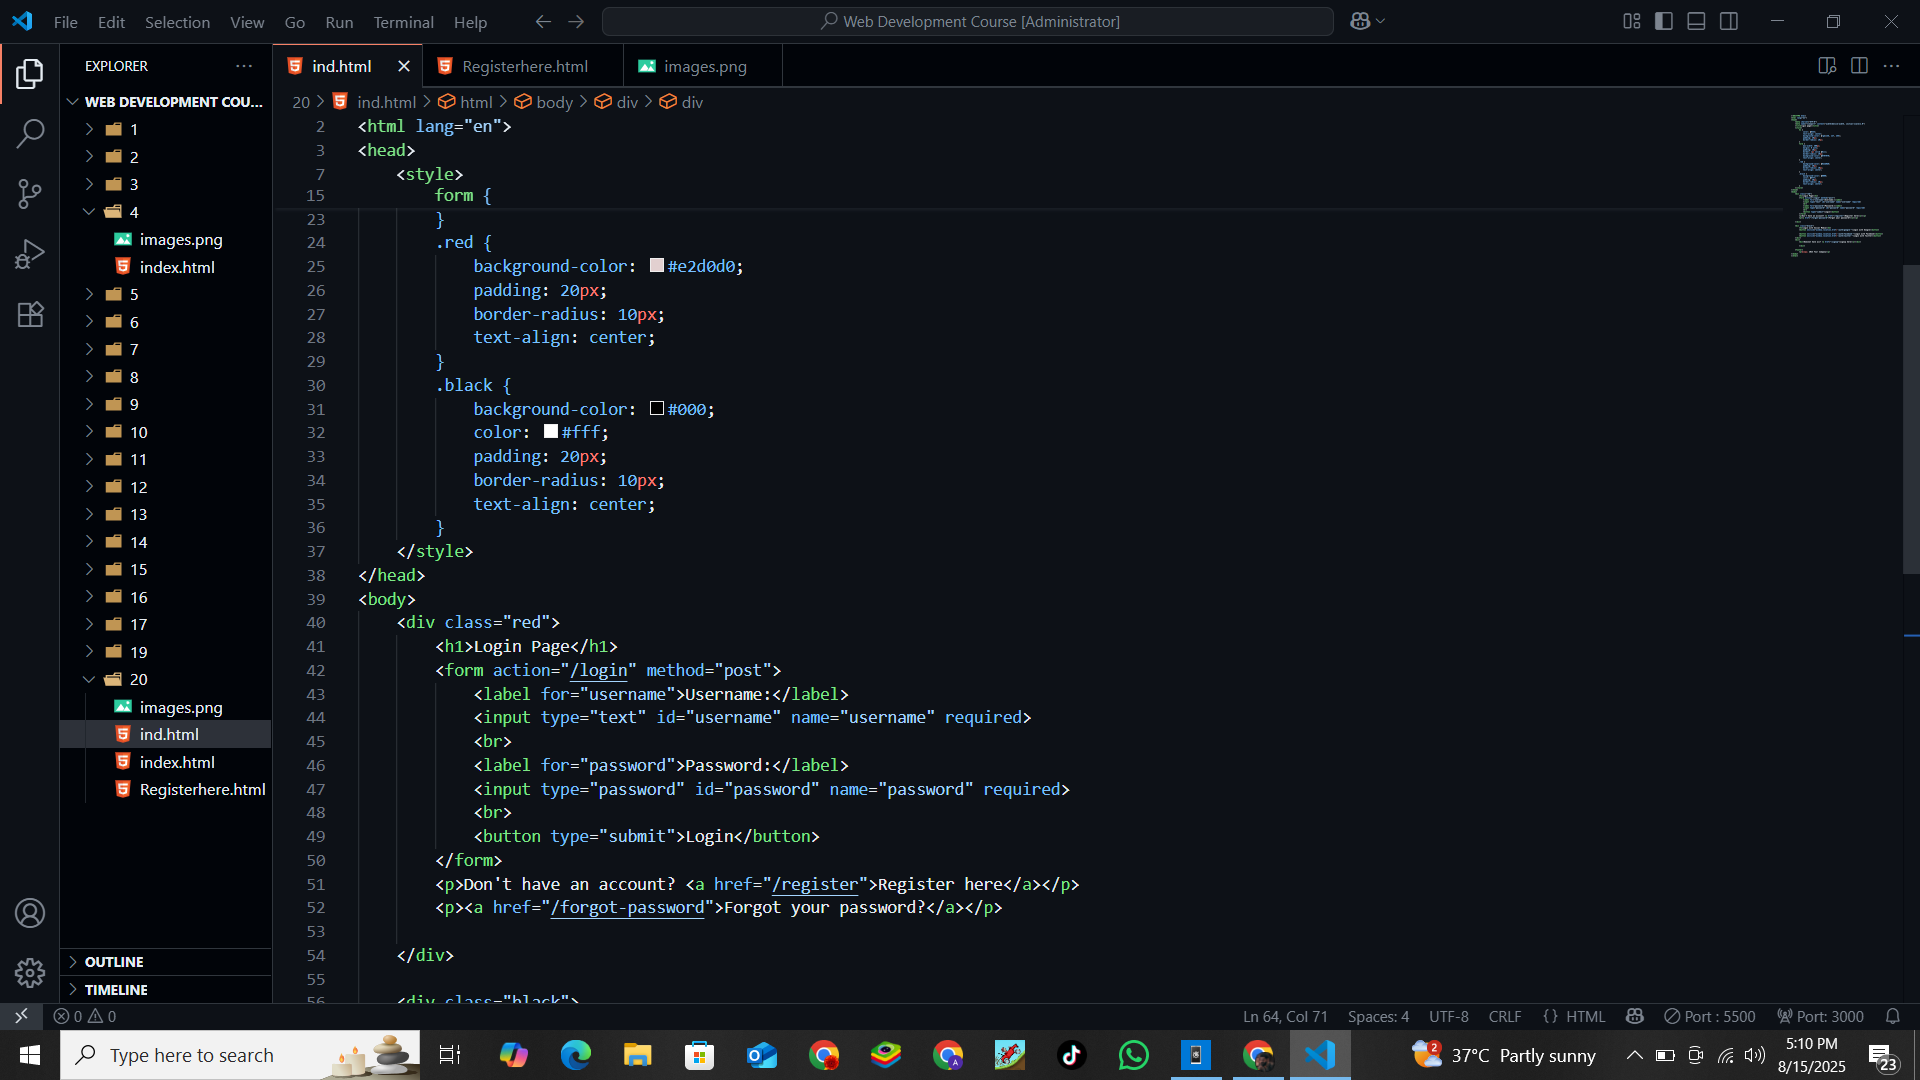 File Edit Selection View Go Run Terminal Help
Web Development Course [Administrator]
EXPLORER
WEB DEVELOPMENT COU...
1
2
3
4
images.png
index.html
5
6
7
8
9
10
11
12
13
14
15
16
17
19
20
images.png
ind.html
index.html
Registerhere.html
OUTLINE
TIMELINE
ind.html
Registerhere.html
images.png
20 > ind.html > html > body > div > div
2 <html lang="en">
3 <head>
7 <style>
15 form {
23 }
24 .red {
25 background-color: #e2d0d0;
26 padding: 20px;
27 border-radius: 10px;
28 text-align: center;
29 }
30 .black {
31 background-color: #000;
32 color: #fff;
33 padding: 20px;
34 border-radius: 10px;
35 text-align: center;
36 }
37 </style>
38 </head>
39 <body>
40 <div class="red">
41 <h1>Login Page</h1>
42 <form action="/login" method="post">
43 <label for="username">Username:</label>
44 <input type="text" id="username" name="username" required>
45 <br>
46 <label for="password">Password:</label>
47 <input type="password" id="password" name="password" required>
48 <br>
49 <button type="submit">Login</button>
50 </form>
51 <p>Don't have an account? <a href="/register">Register here</a></p>
52 <p><a href="/forgot-password">Forgot your password?</a></p>
53
54 </div>
55
56 <div class="black">
0 0
Ln 64, Col 71 Spaces: 4 UTF-8 CRLF {} HTML Port : 5500 Port: 3000
Type here to search
2
37°C Partly sunny
5:10 PM
8/15/2025
23